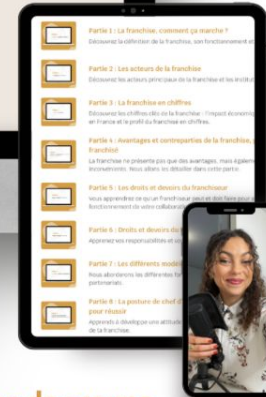 Partie 1 : La franchise, comment ça marche ?
Découvrez la définition de la franchise, son fonctionnement et
Partie 2 : Les acteurs de la franchise
Découvrez les acteurs principaux de la franchise et les institut
Partie 3 : La franchise en chiffres
Découvrez les chiffres clés de la franchise : l'impact économiq
en France et le profil du franchisé en chiffres.
Partie 4 : Avantages et contreparties de la franchise,
franchisé
La franchise ne présente pas que des avantages, mais égalem
inconvénients. Nous allons les détailler dans cette partie.
Partie 5 : Les droits et devoirs du franchiseur
Vous apprendrez ce qu'un franchiseur peut et doit faire pour
fonctionnement de votre collaborat
Partie 6 : Droits et devoirs du
Apprenez vos responsabilités et
Partie 7 : Les différents modè
Nous aborderons les différentes
partenariats.
Partie 8 : La posture de chef d'
pour réussir
Apprends à développer une attitude
de la franchise.